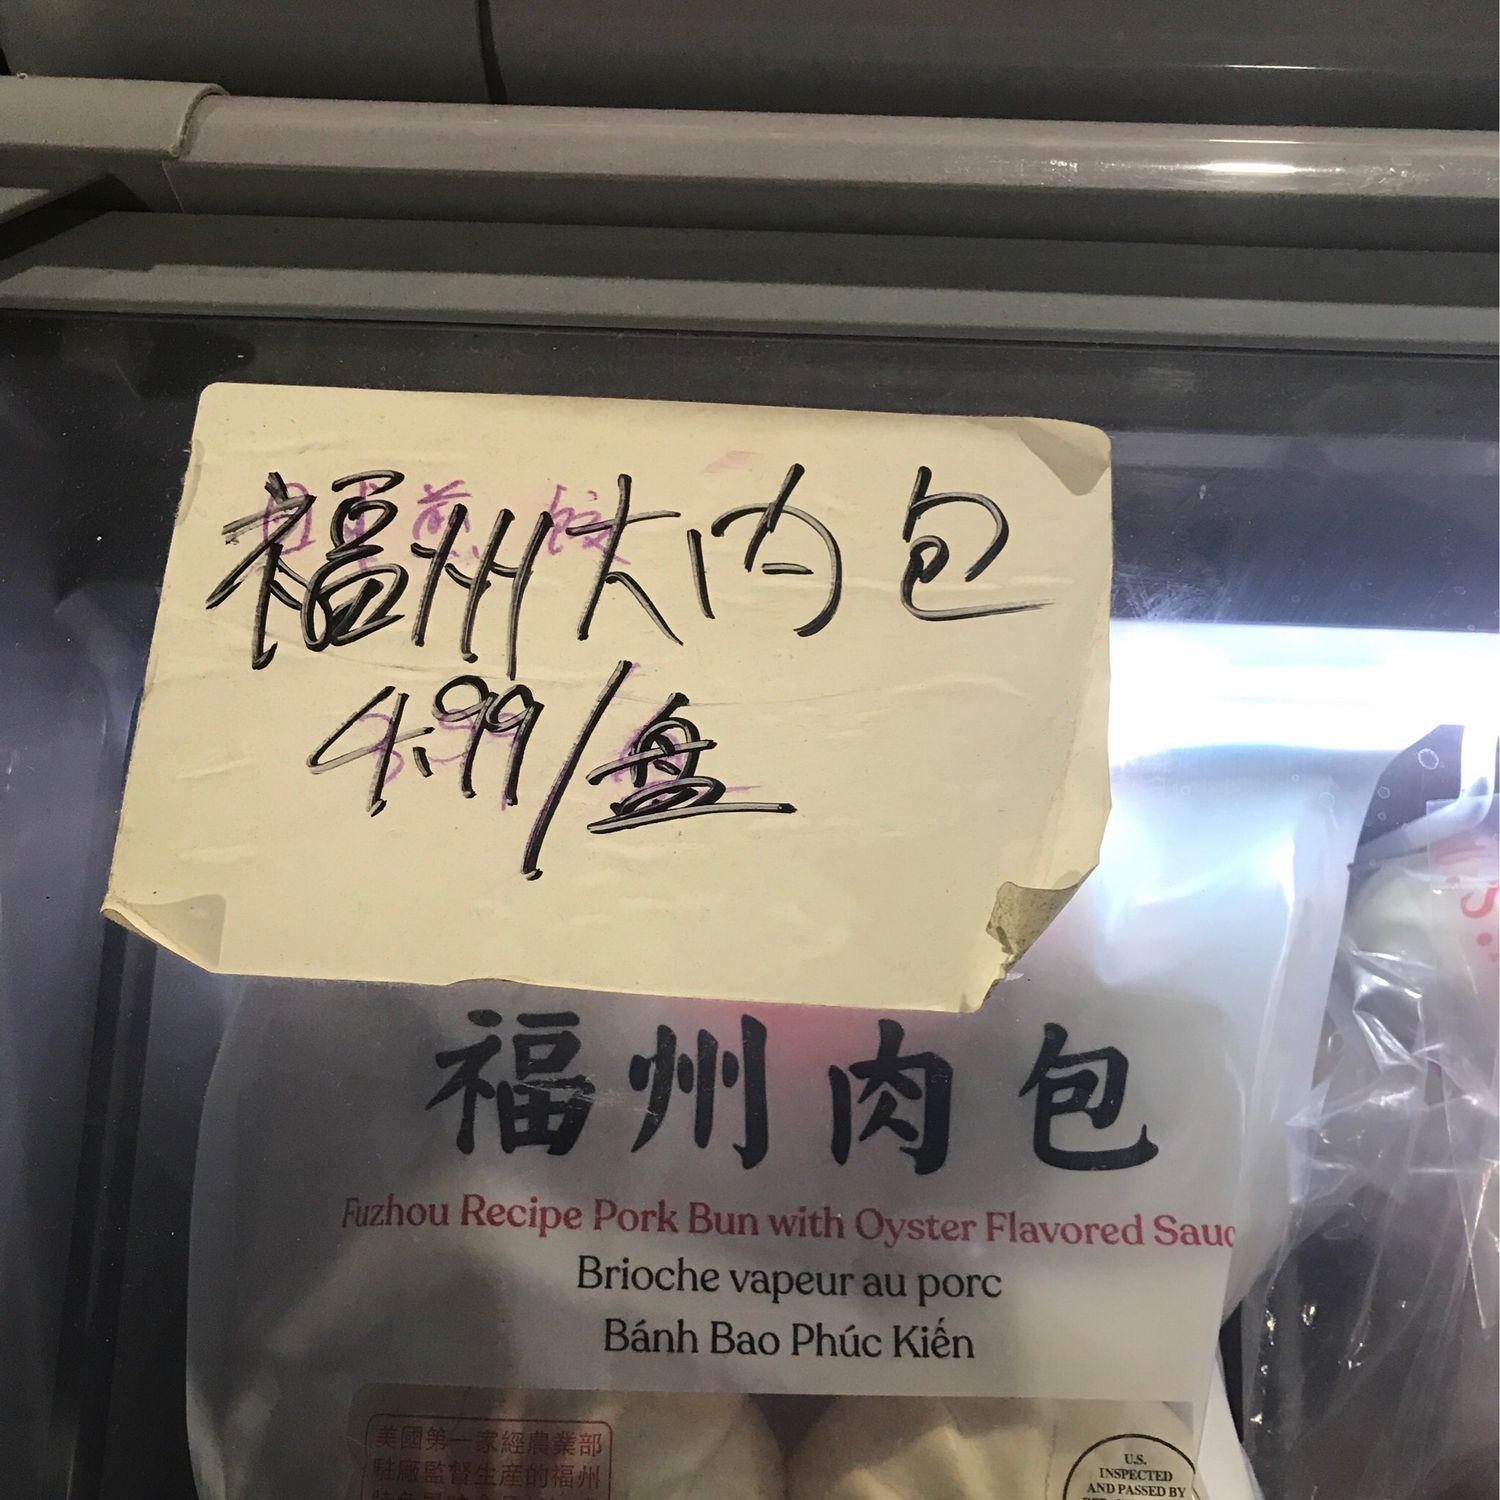 福州大肉包
4.99/盘
福州肉包
Fuzhou Recipe Pork Bun with Oyster Flavored Sauc
Brioche vapeur au porc
Bánh Bao Phúc Kiến
美國第一家經農業部
駐廠監督生產的福州
U.S.
INSPECTED
AND PASSED BY